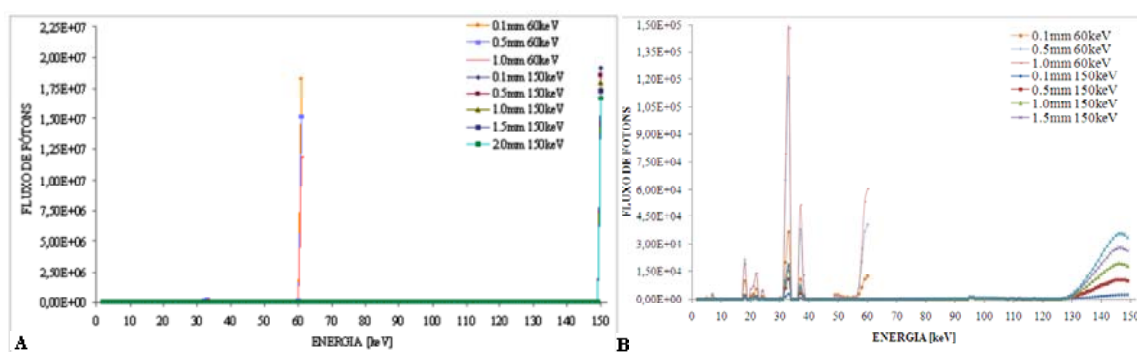 FLUXO DE FÓTONS
2,25E+07
2,00E+07
1,75E+07
1,50E+07
1,25E+07
1,00E+07
7,50E+06
5,00E+06
2,50E+06
0,00E+00
0 10 20 30 40 50 60 70 80 90 100 110 120 130 140 150
ENERGIA [keV]
0.1mm 60keV
0.5mm 60keV
1.0mm 60keV
0.1mm 150keV
0.5mm 150keV
1.0mm 150keV
1.5mm 150keV
2.0mm 150keV
A
FLUXO DE FÓTONS
1,50E+05
1,35E+05
1,20E+05
1,05E+05
9,00E+04
7,50E+04
6,00E+04
4,50E+04
3,00E+04
1,50E+04
0,00E+00
0 10 20 30 40 50 60 70 80 90 100 110 120 130 140 150
ENERGIA [keV]
0.1mm 60keV
0.5mm 60keV
1.0mm 60keV
0.1mm 150keV
0.5mm 150keV
1.0mm 150keV
1.5mm 150keV
B